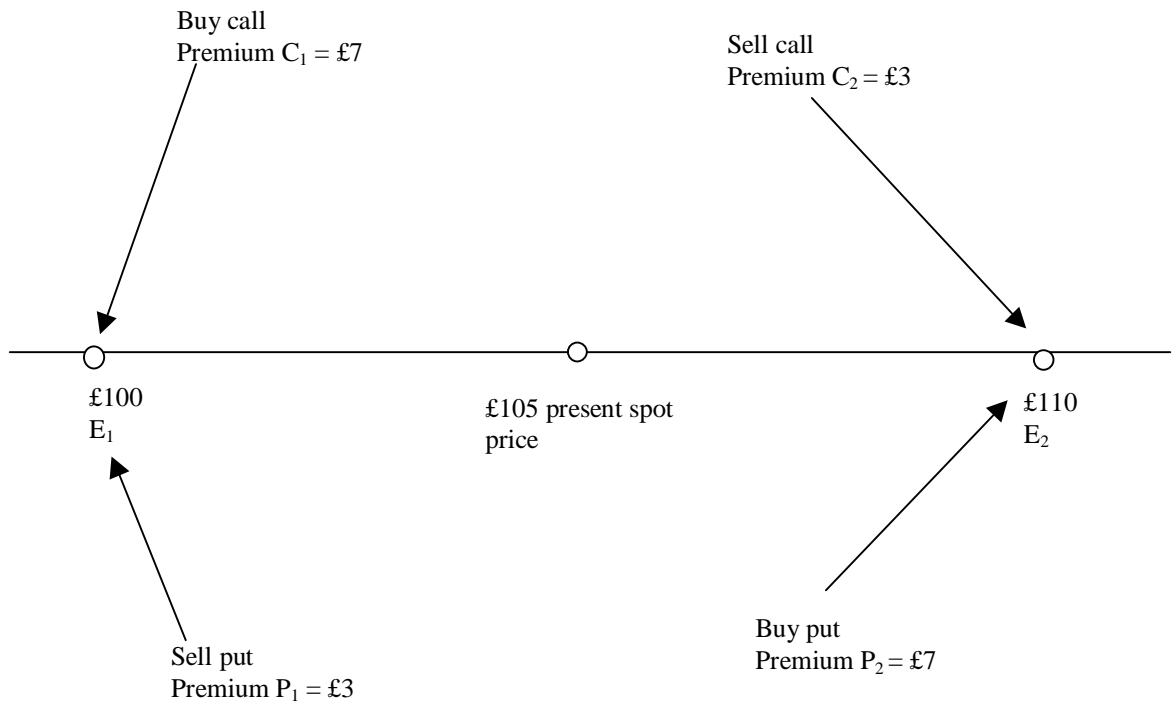 Buy call
Premium C₁ = £7
Sell call
Premium C₂ = £3
£100
E₁
£105 present spot
price
£110
E₂
Sell put
Premium P₁ = £3
Buy put
Premium P₂ = £7